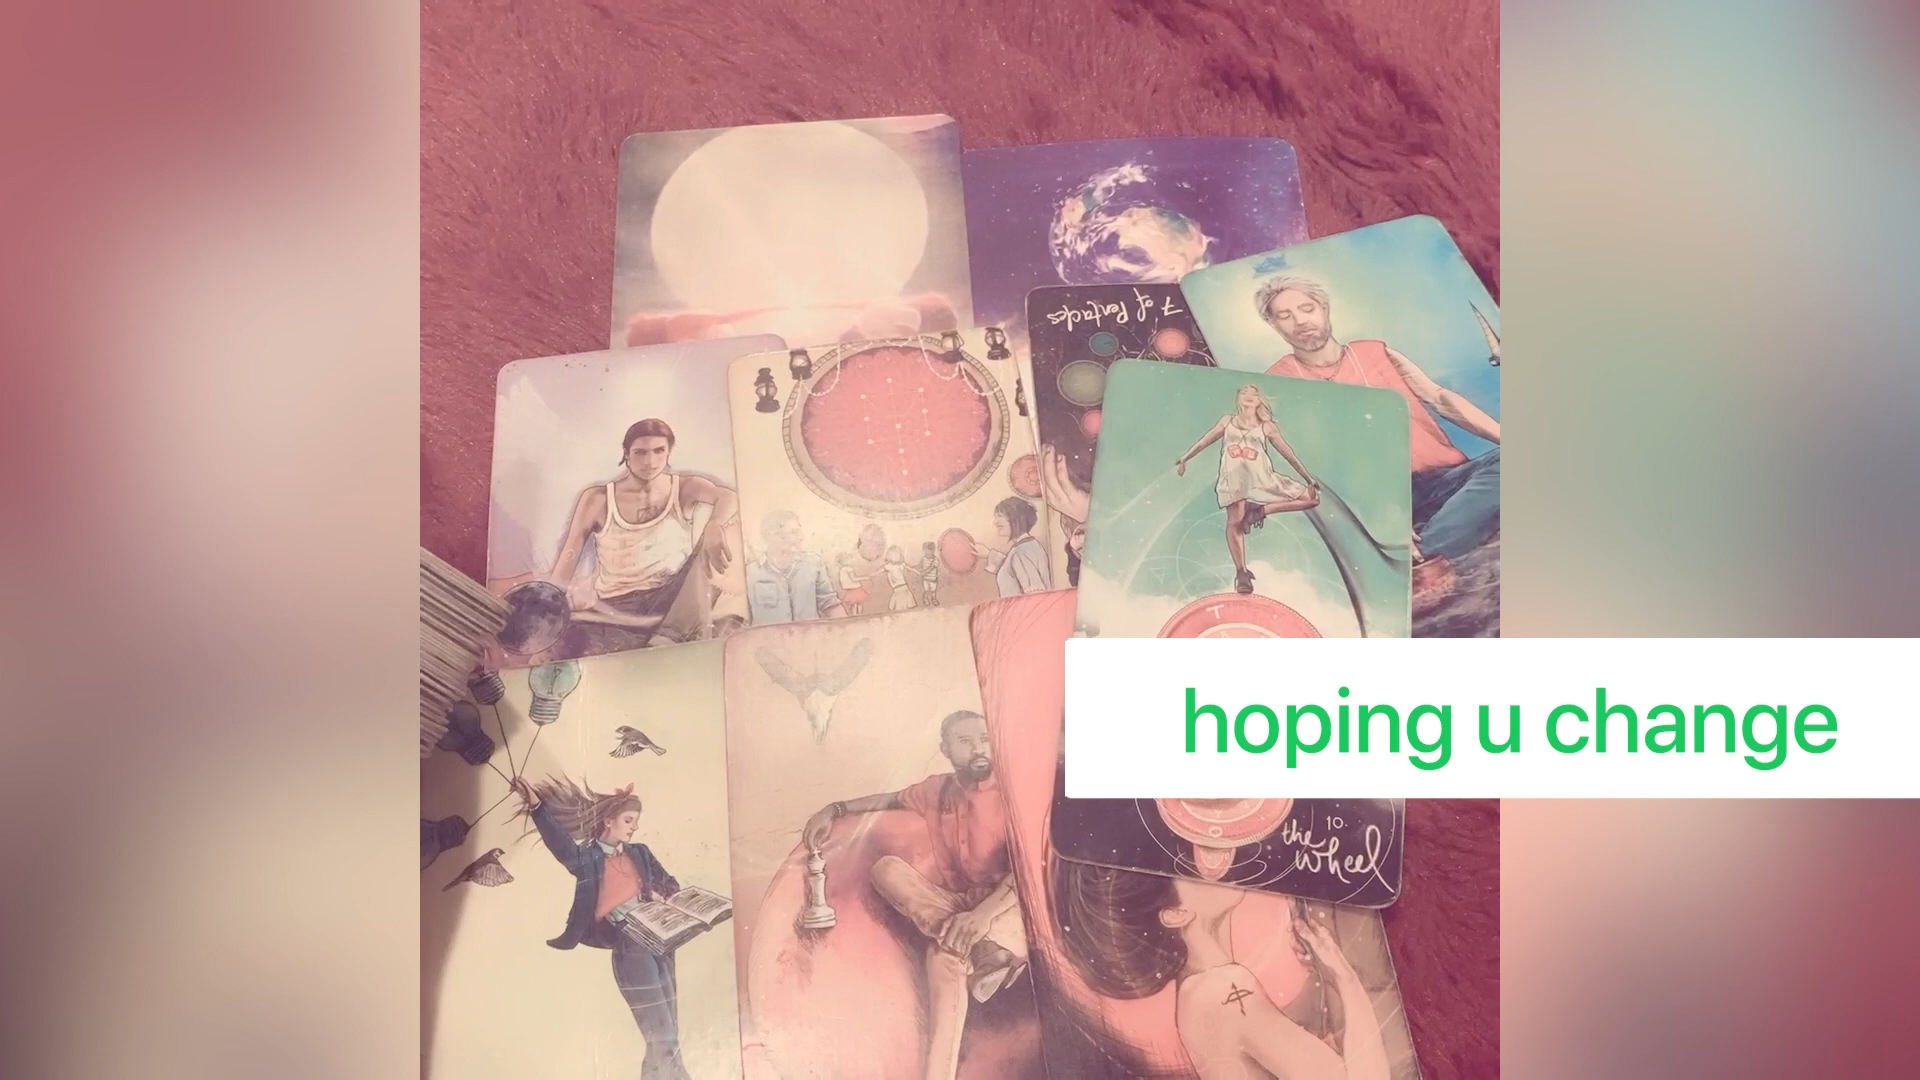 7 of Pentacles
hoping u change
10.
the
Wheel